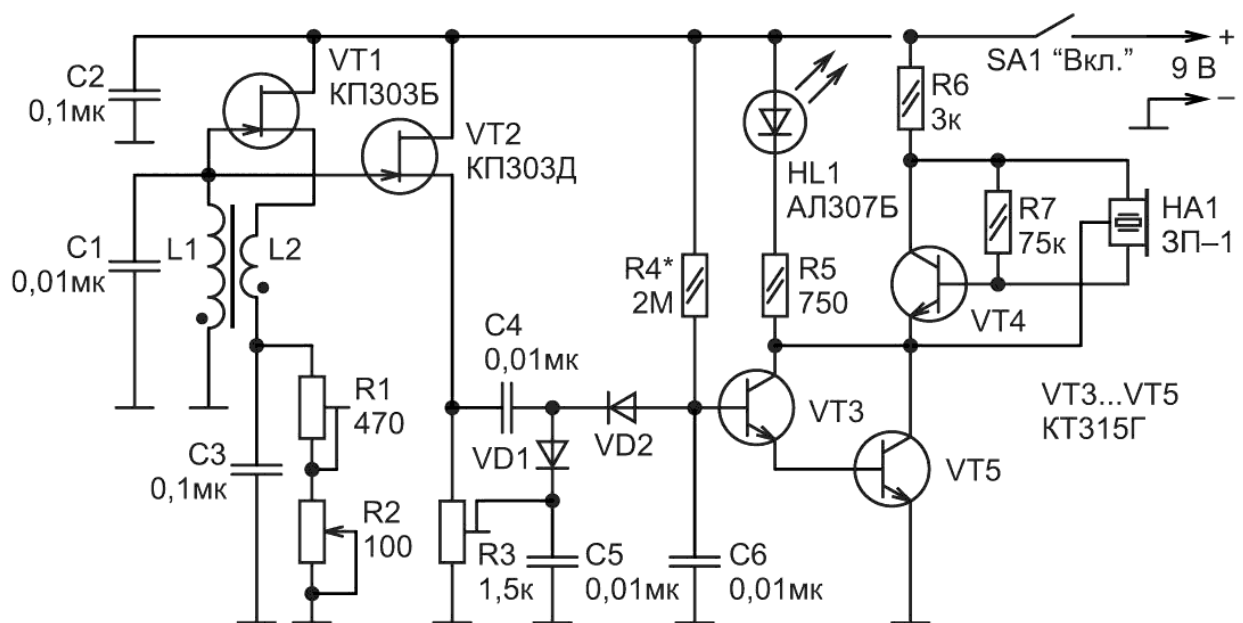 C2
0,1мк
VT1
КП303Б
VT2
КП303Д
C1
0,01мк
L1
L2
HL1
АЛ307Б
R6
3к
SA1 “Вкл.”
+
9 В
–
R7
75к
HA1
ЗП–1
R4*
2М
R5
750
VT4
C4
0,01мк
VT3
VT3...VT5
КТ315Г
R1
470
C3
0,1мк
VD1
VD2
VT5
R2
100
R3
1,5к
C5
0,01мк
C6
0,01мк